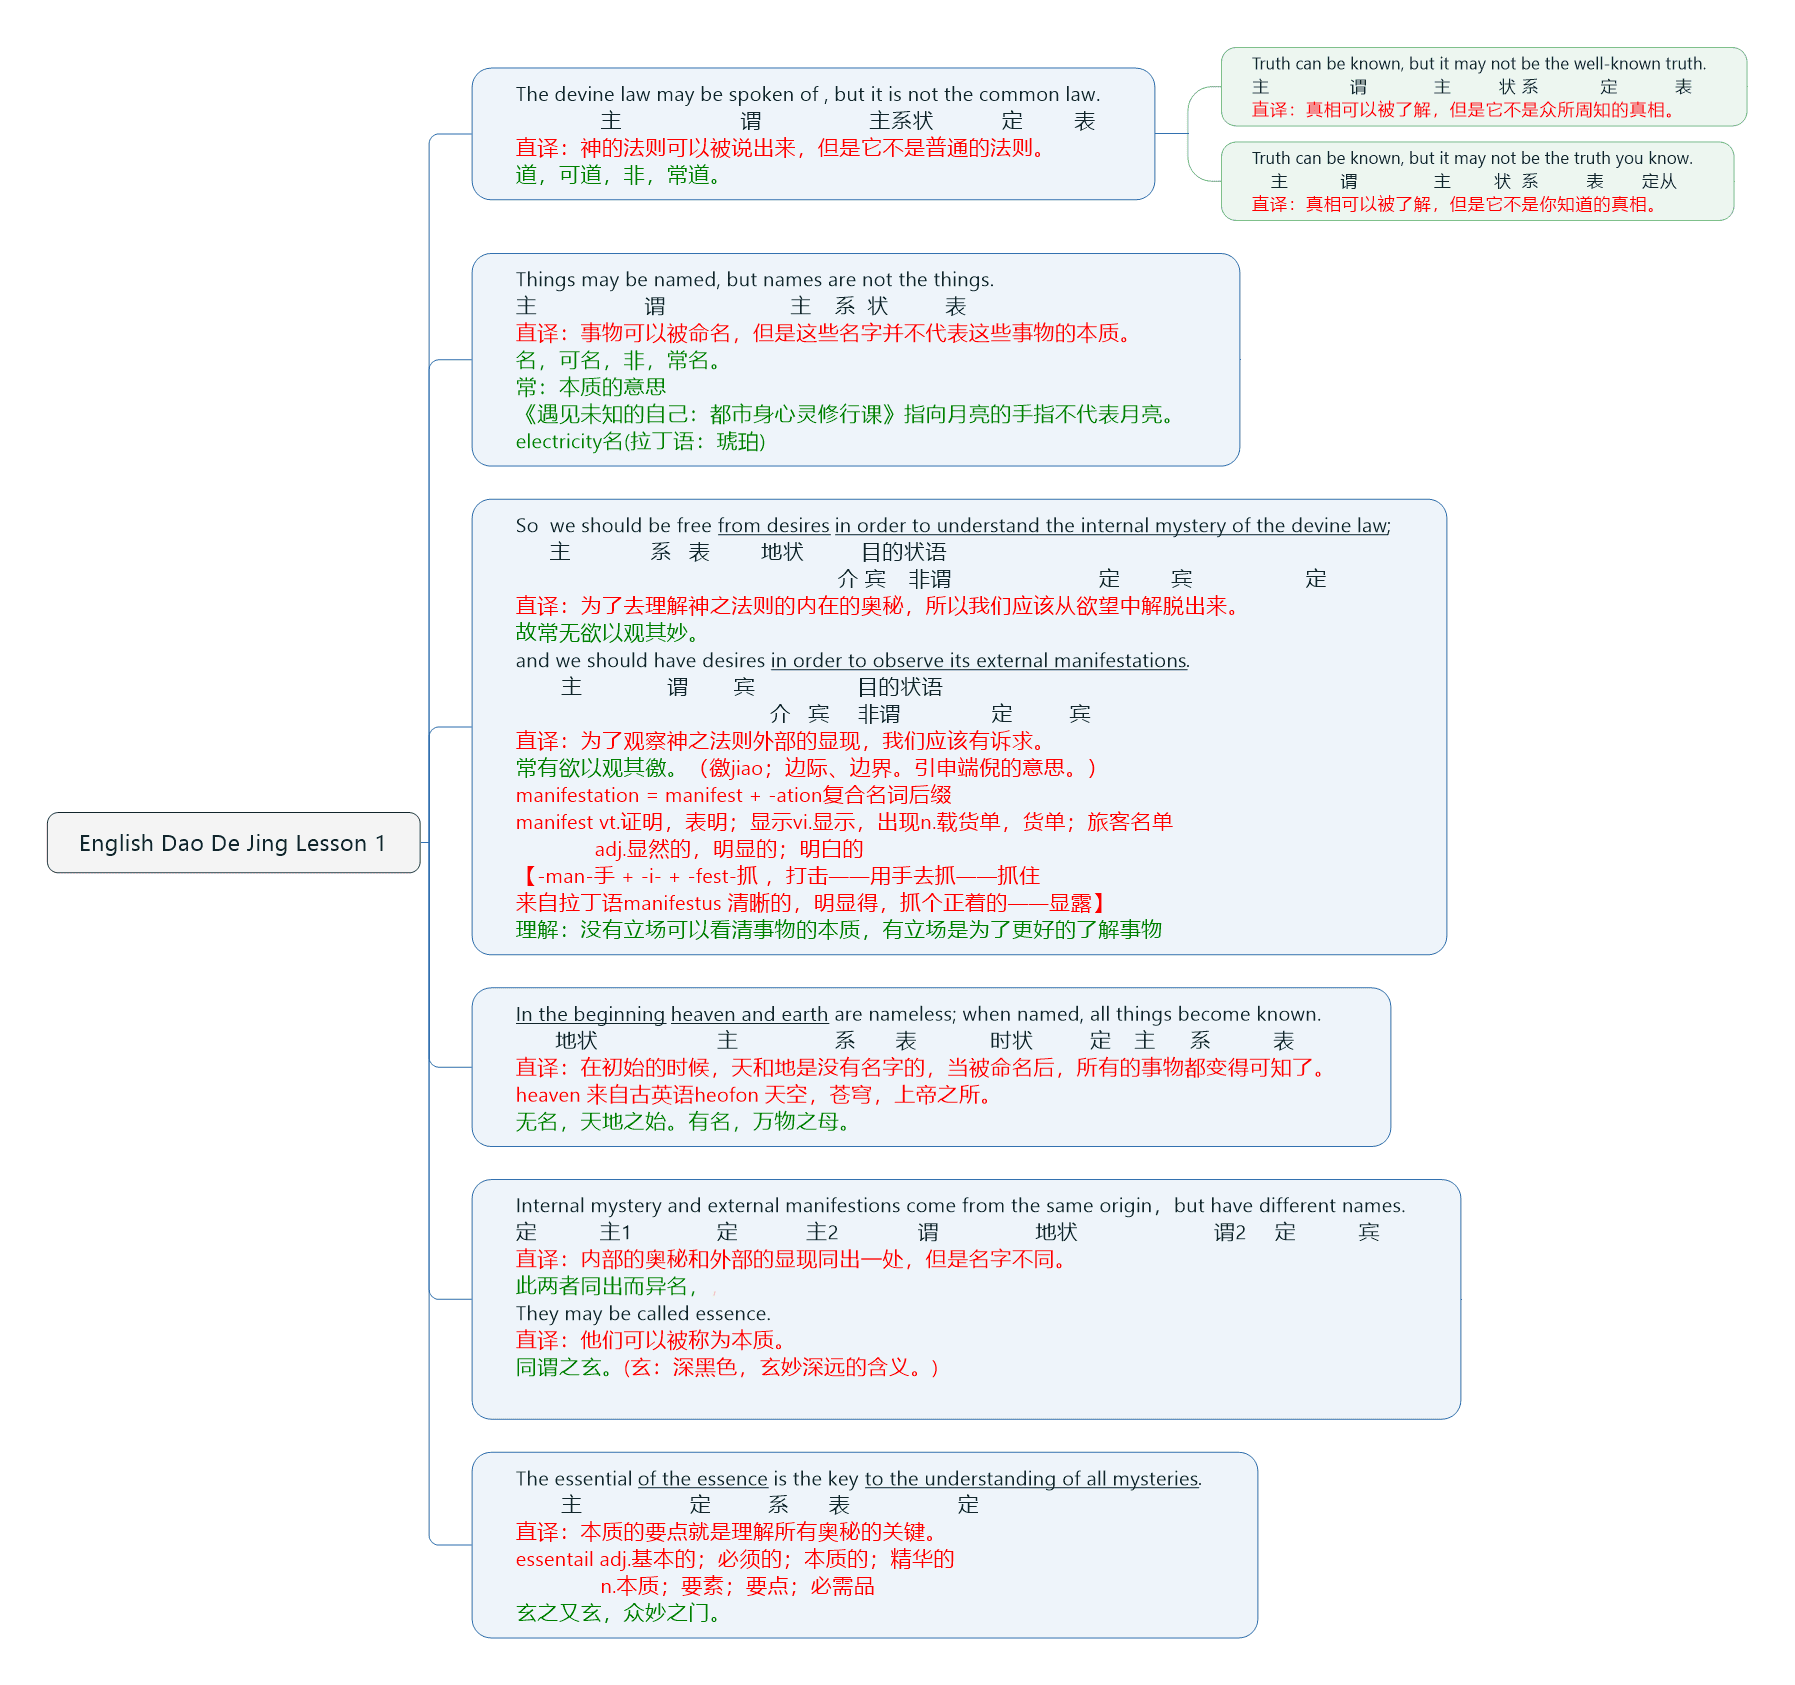 English Dao De Jing Lesson 1
The devine law may be spoken of , but it is not the common law.
主 谓 主系状 定 表
直译：神的法则可以被说出来，但是它不是普通的法则。
道，可道，非，常道。
Truth can be known, but it may not be the well-known truth.
主 谓 主 状 系 定 表
直译：真相可以被了解，但是它不是众所周知的真相。
Truth can be known, but it may not be the truth you know.
主 谓 主 状 系 表 定从
直译：真相可以被了解，但是它不是你知道的真相。
Things may be named, but names are not the things.
主 谓 主 系 状 表
直译：事物可以被命名，但是这些名字并不代表这些事物的本质。
名，可名，非，常名。
常：本质的意思
《遇见未知的自己：都市身心灵修行课》指向月亮的手指不代表月亮。
electricity名(拉丁语：琥珀)
So we should be free from desires in order to understand the internal mystery of the devine law;
主 系 表 地状 目的状语
介 宾 非谓 定 宾 定
直译：为了去理解神之法则的内在的奥秘，所以我们应该从欲望中解脱出来。
故常无欲以观其妙。
and we should have desires in order to observe its external manifestations.
主 谓 宾 目的状语
介 宾 非谓 定 宾
直译：为了观察神之法则外部的显现，我们应该有诉求。
常有欲以观其徼。（徼jiao；边际、边界。引申端倪的意思。）
manifestation = manifest + -ation复合名词后缀
manifest vt.证明，表明；显示vi.显示，出现n.载货单，货单；旅客名单
adj.显然的，明显的；明白的
【-man-手 + -i- + -fest-抓 ，打击——用手去抓——抓住
来自拉丁语manifestus 清晰的，明显得，抓个正着的——显露】
理解：没有立场可以看清事物的本质，有立场是为了更好的了解事物
In the beginning heaven and earth are nameless; when named, all things become known.
地状 主 系 表 时状 定 主 系 表
直译：在初始的时候，天和地是没有名字的，当被命名后，所有的事物都变得可知了。
heaven 来自古英语heofon 天空，苍穹，上帝之所。
无名，天地之始。有名，万物之母。
Internal mystery and external manifestions come from the same origin，but have different names.
定 主1 定 主2 谓 地状 谓2 定 宾
直译：内部的奥秘和外部的显现同出一处，但是名字不同。
此两者同出而异名，
They may be called essence.
直译：他们可以被称为本质。
同谓之玄。(玄：深黑色，玄妙深远的含义。)
The essential of the essence is the key to the understanding of all mysteries.
主 定 系 表 定
直译：本质的要点就是理解所有奥秘的关键。
essentail adj.基本的；必须的；本质的；精华的
n.本质；要素；要点；必需品
玄之又玄，众妙之门。